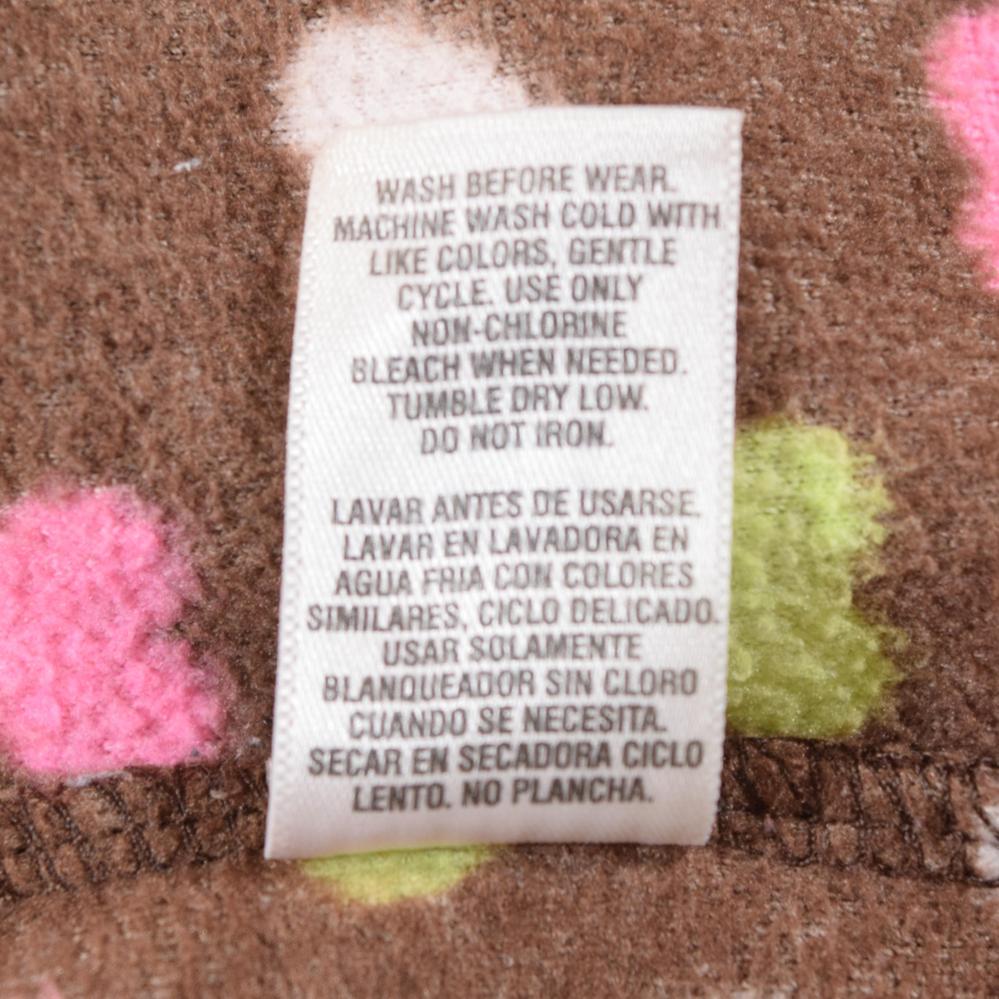 WASH BEFORE WEAR.
MACHINE WASH COLD WITH
LIKE COLORS, GENTLE
CYCLE. USE ONLY
NON-CHLORINE
BLEACH WHEN NEEDED.
TUMBLE DRY LOW.
DO NOT IRON.
LAVAR ANTES DE USARSE.
LAVAR EN LAVADORA EN
AGUA FRIA CON COLORES
SIMILARES, CICLO DELICADO.
USAR SOLAMENTE
BLANQUEADOR SIN CLORO
CUANDO SE NECESITA.
SECAR EN SECADORA CICLO
LENTO. NO PLANCHA.